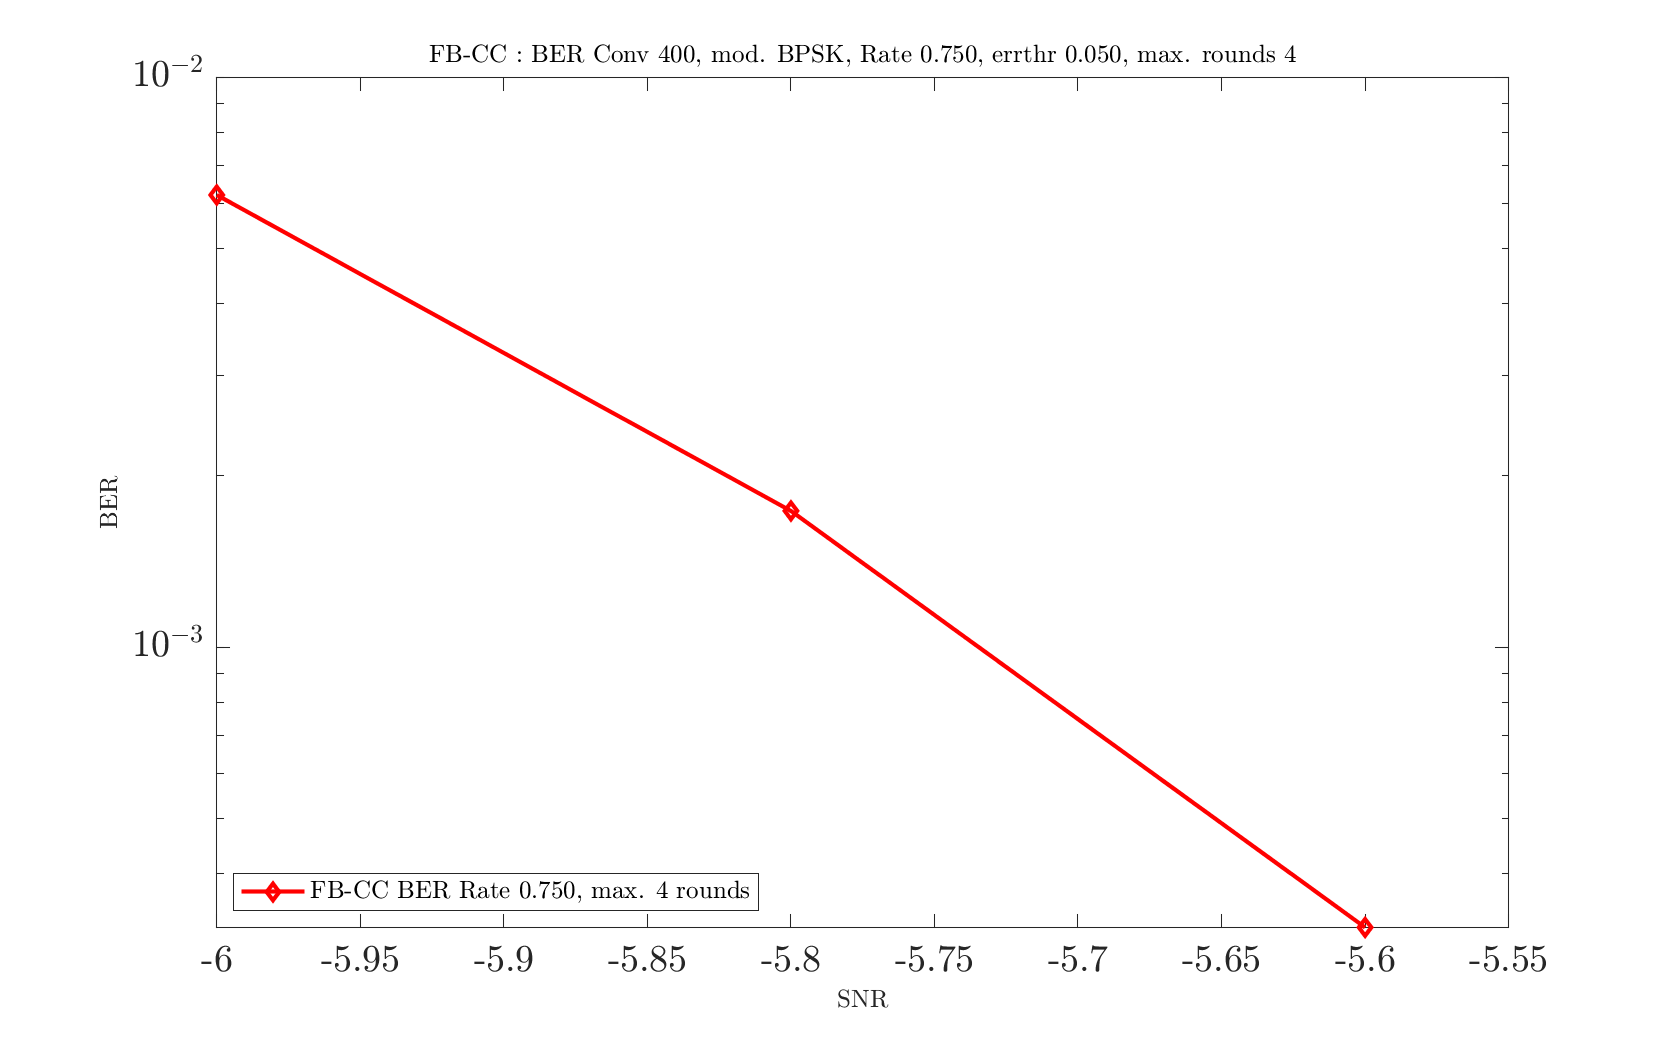 FB-CC : BER Conv 400, mod. BPSK, Rate 0.750, errthr 0.050, max. rounds 4
10⁻²
BER
10⁻³
FB-CC BER Rate 0.750, max. 4 rounds
-6 -5.95 -5.9 -5.85 -5.8 -5.75 -5.7 -5.65 -5.6 -5.55
SNR